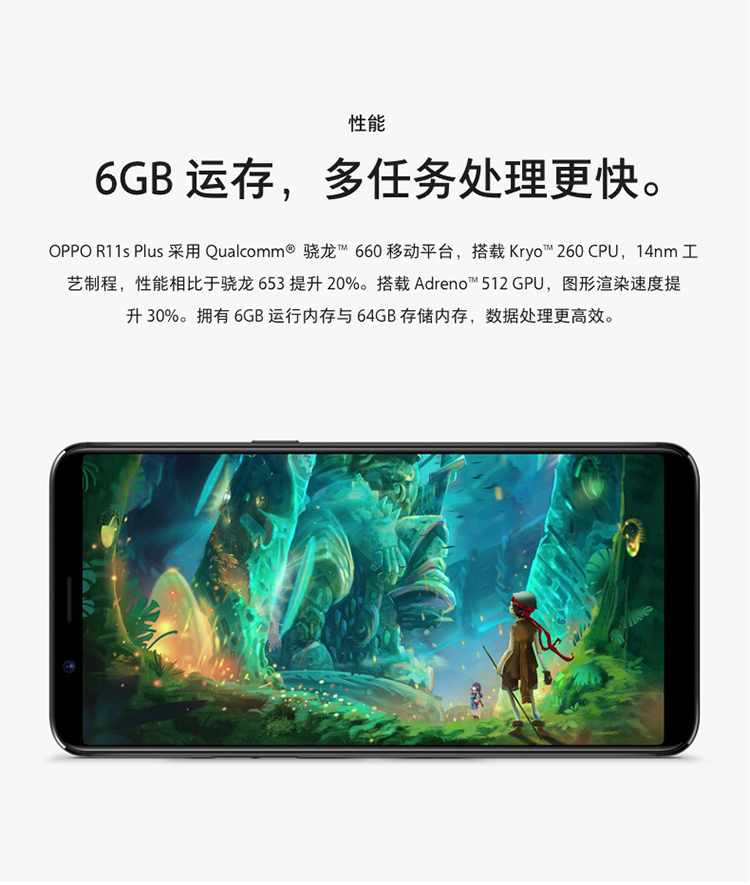 性能
6GB 运存，多任务处理更快。
OPPO R11s Plus 采用 Qualcomm® 骁龙™ 660 移动平台，搭载 Kryo™ 260 CPU，14nm 工
艺制程，性能相比于骁龙 653 提升 20%。搭载 Adreno™ 512 GPU，图形渲染速度提
升 30%。拥有 6GB 运行内存与 64GB 存储内存，数据处理更高效。